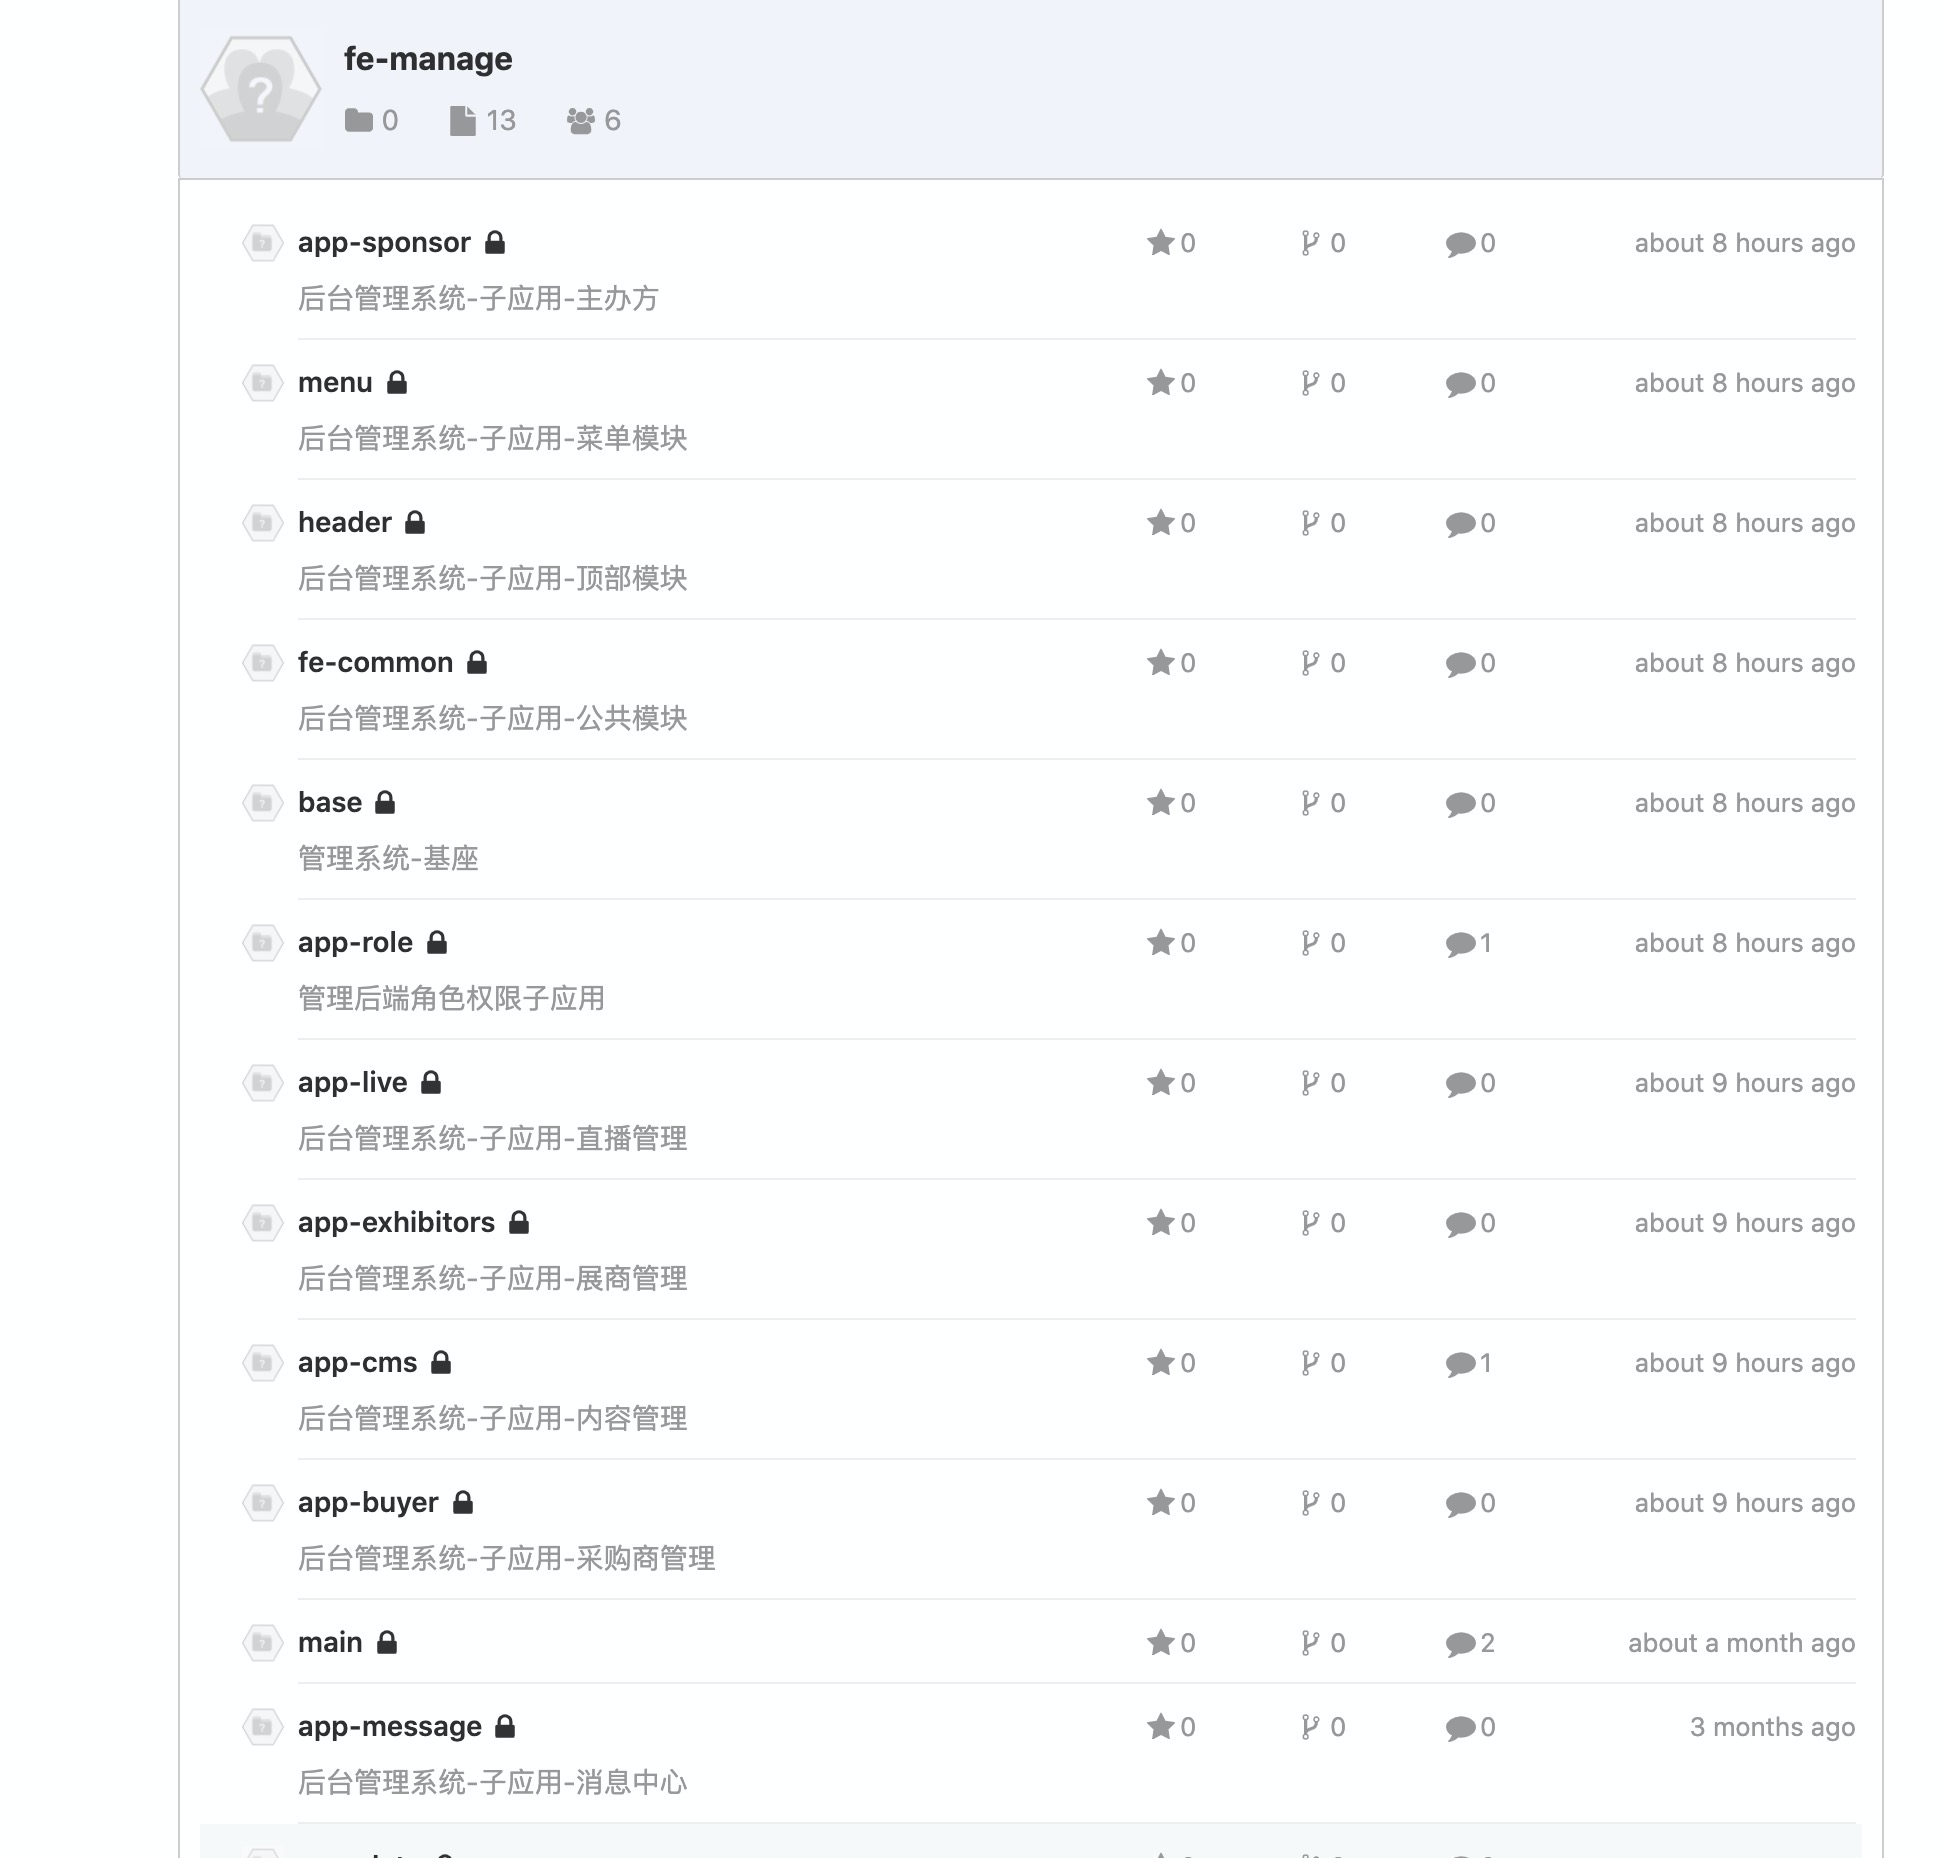 fe-manage
0 13 6
app-sponsor 0 0 0 about 8 hours ago
后台管理系统-子应用-主办方
menu 0 0 0 about 8 hours ago
后台管理系统-子应用-菜单模块
header 0 0 0 about 8 hours ago
后台管理系统-子应用-顶部模块
fe-common 0 0 0 about 8 hours ago
后台管理系统-子应用-公共模块
base 0 0 0 about 8 hours ago
管理系统-基座
app-role 0 0 1 about 8 hours ago
管理后端角色权限子应用
app-live 0 0 0 about 9 hours ago
后台管理系统-子应用-直播管理
app-exhibitors 0 0 0 about 9 hours ago
后台管理系统-子应用-展商管理
app-cms 0 0 1 about 9 hours ago
后台管理系统-子应用-内容管理
app-buyer 0 0 0 about 9 hours ago
后台管理系统-子应用-采购商管理
main 0 0 2 about a month ago
app-message 0 0 0 3 months ago
后台管理系统-子应用-消息中心